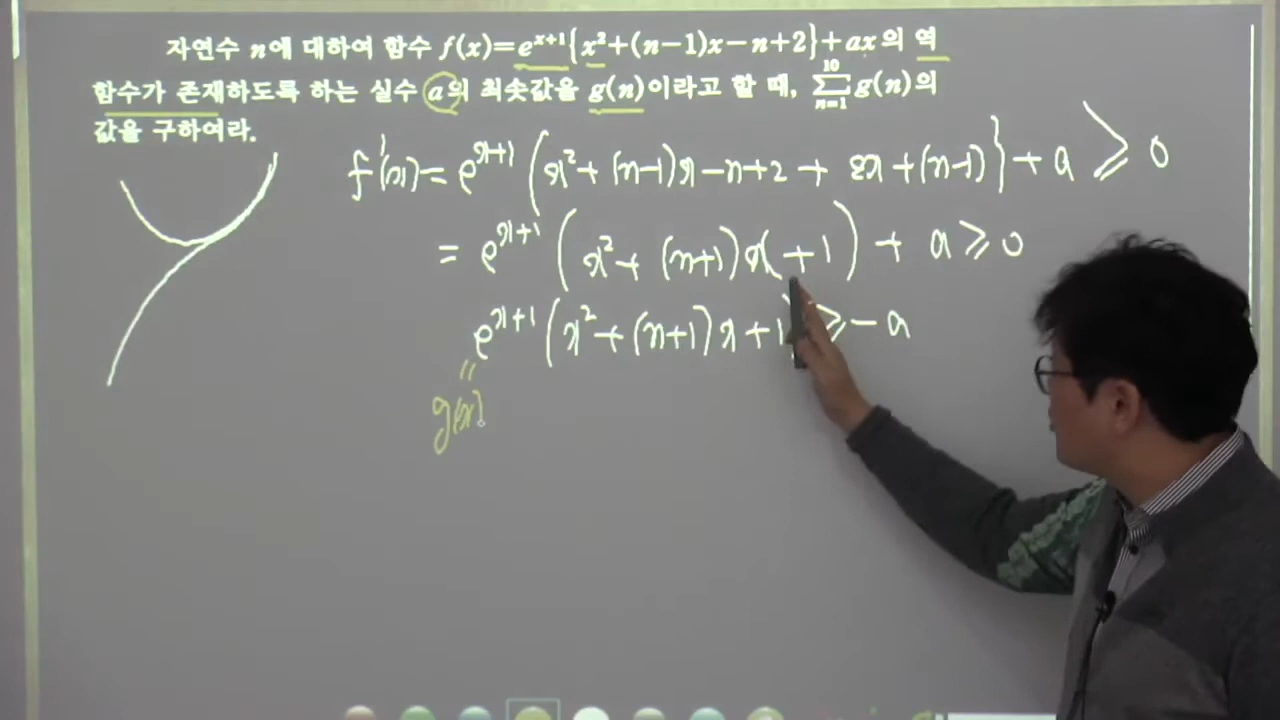 자연수 n에 대하여 함수 f(x)=e^{x+1}{x²+(n-1)x-n+2}+ax의 역
함수가 존재하도록 하는 실수 a의 최솟값을 g(n)이라고 할 때, \sum_{n=1}^{10} g(n)의
값을 구하여라.
f'(x)= e^{x+1} (x²+(n-1)x-n+2 + 2x+(n-1)}+a ≥ 0
= e^{x+1} (x²+(n+1)x+1)+a ≥ 0
e^{x+1} (x²+(n+1)x+1) ≥ -a
"
g(x)